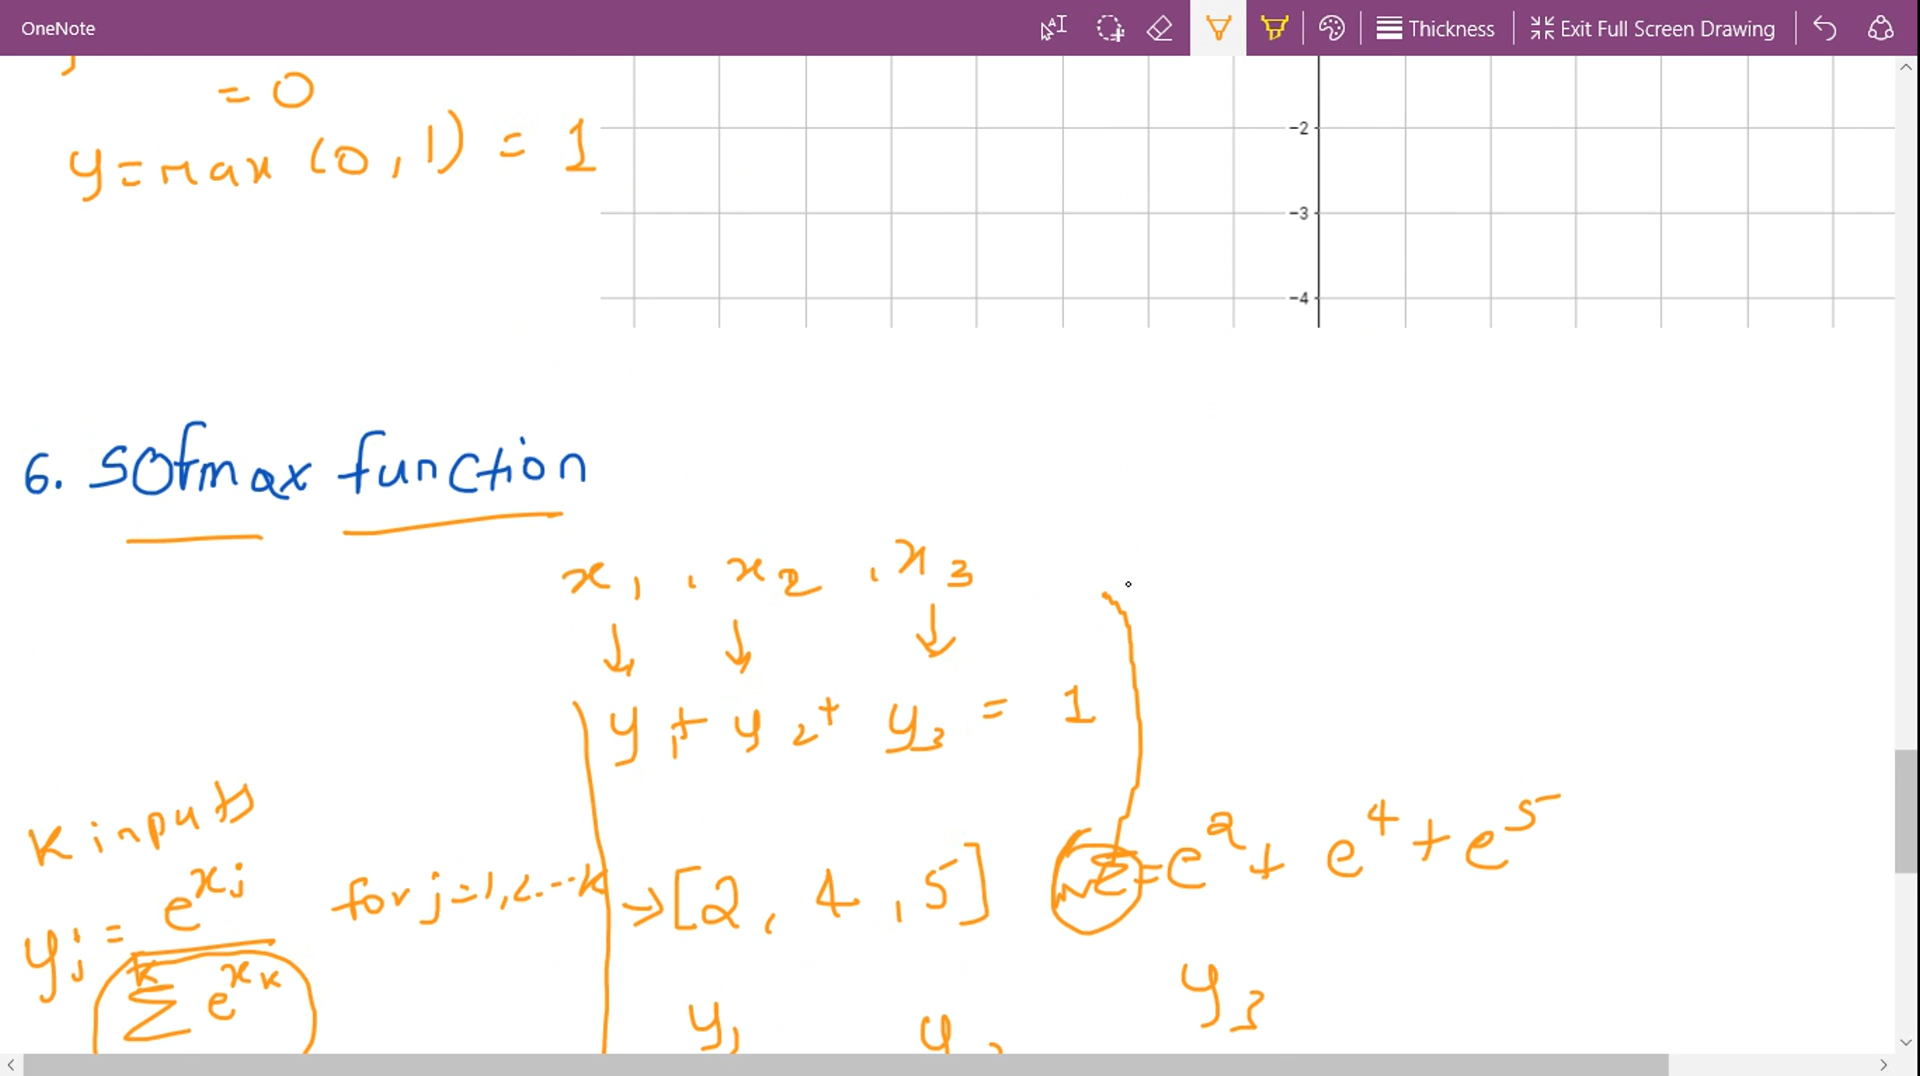 OneNote Thickness Exit Full Screen Drawing
= 0
y = max (0, 1) = 1
-2
-3
-4
6. SOfmax function
x1, x2, x3
y1 + y2 + y3 = 1
K inputs
yj = e^xj / Σ^k e^xk for j=1,2...k
→ [2, 4, 5] = e^2 + e^4 + e^5
y1 y2 y3